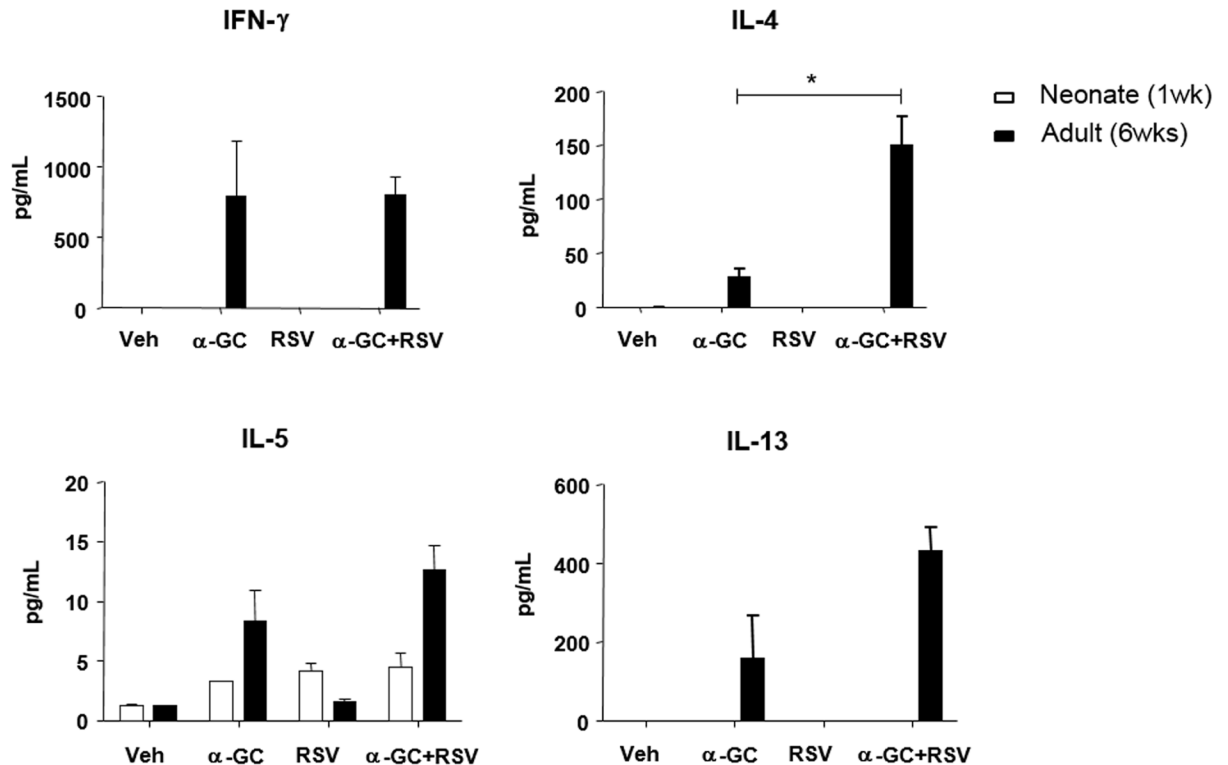 IFN-γ
1500
1000
500
0
pg/mL
Veh α-GC RSV α-GC+RSV
IL-4
*
200
150
100
50
0
pg/mL
Veh α-GC RSV α-GC+RSV
Neonate (1wk)
Adult (6wks)
IL-5
20
15
10
5
0
pg/mL
Veh α-GC RSV α-GC+RSV
IL-13
600
400
200
0
pg/mL
Veh α-GC RSV α-GC+RSV